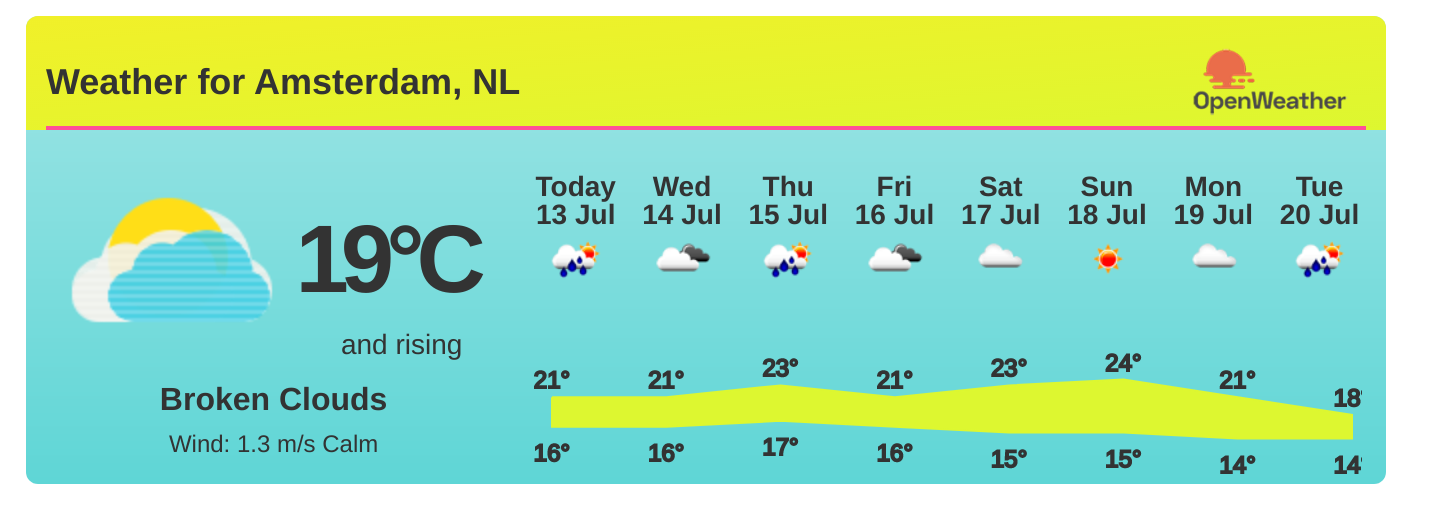 Weather for Amsterdam, NL
OpenWeather
19°C
and rising
Broken Clouds
Wind: 1.3 m/s Calm
Today Wed Thu Fri Sat Sun Mon Tue
13 Jul 14 Jul 15 Jul 16 Jul 17 Jul 18 Jul 19 Jul 20 Jul
21° 21° 23° 21° 23° 24° 21° 18°
16° 16° 17° 16° 15° 15° 14° 14°